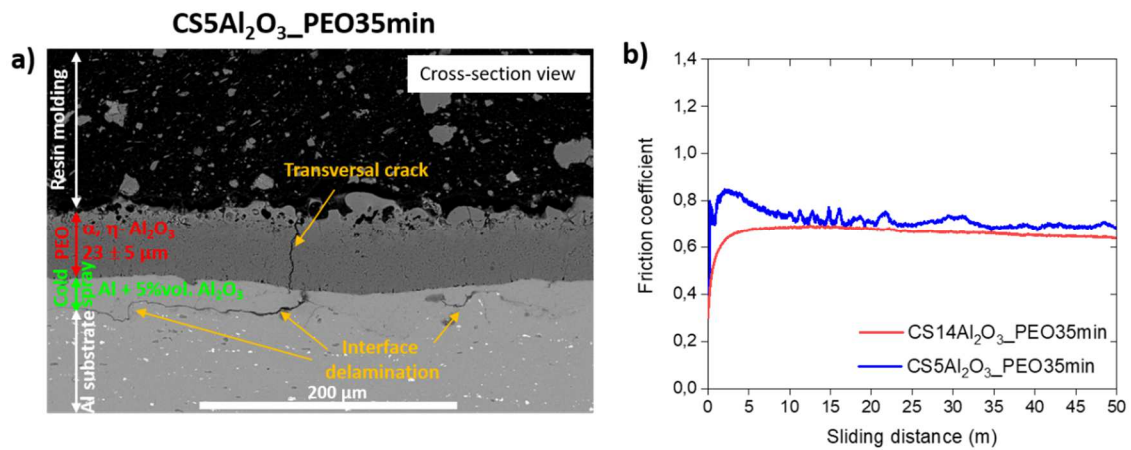 CS5Al₂O₃_PEO35min
a)
Cross-section view
Resin molding
Transversal crack
PEO
α, η Al₂O₃
23 ± 5 μm
Cold
spray
Al + 5%vol. Al₂O₃
Al substrate
Interface
delamination
200 μm
b)
Friction coefficient
1,4
1,2
1,0
0,8
0,6
0,4
0,2
0,0
CS14Al₂O₃_PEO35min
CS5Al₂O₃_PEO35min
0 5 10 15 20 25 30 35 40 45 50
Sliding distance (m)